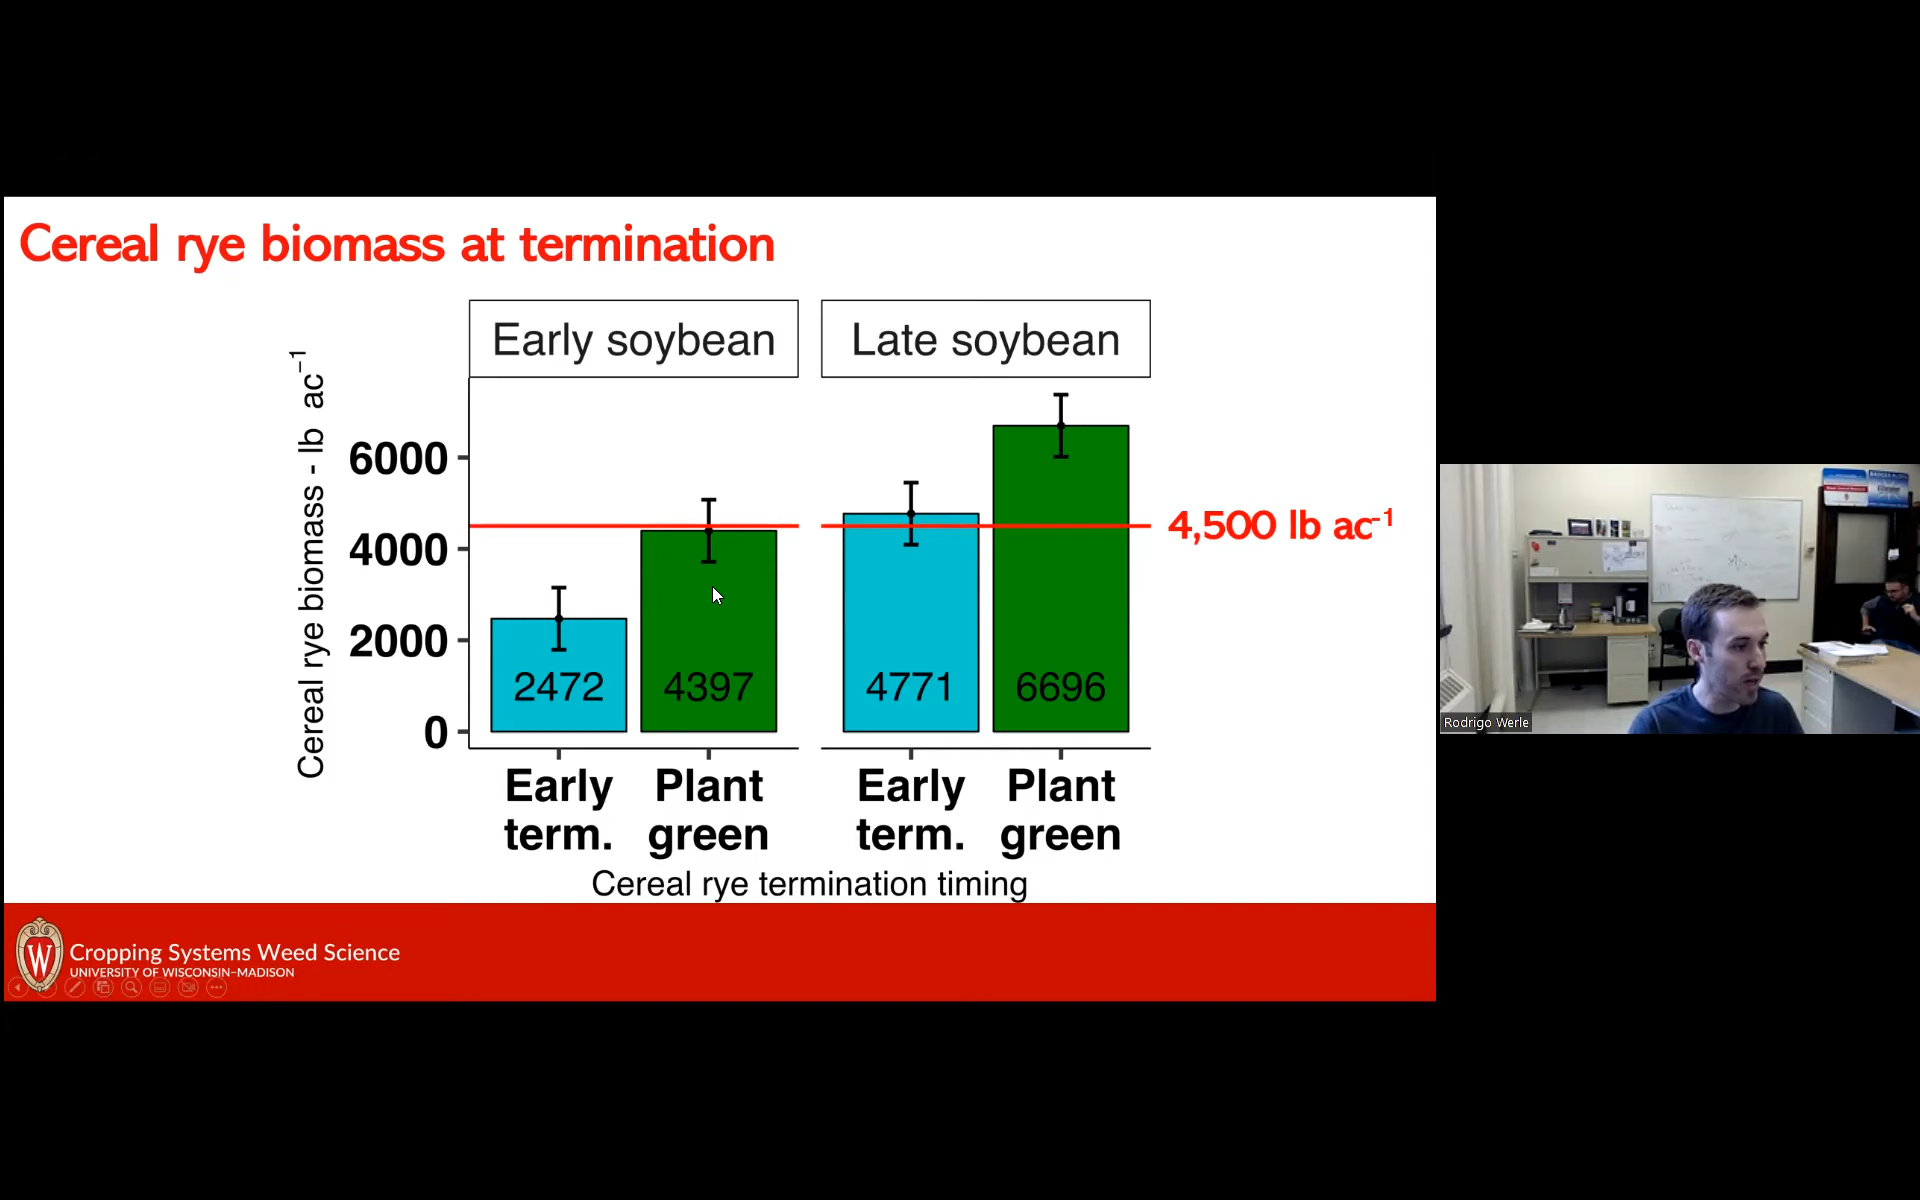 Cereal rye biomass at termination
Early soybean
Late soybean
Cereal rye biomass - lb ac⁻¹
6000
4000
2000
0
4,500 lb ac⁻¹
2472
4397
4771
6696
Early term.
Plant green
Early term.
Plant green
Cereal rye termination timing
W
Cropping Systems Weed Science
UNIVERSITY OF WISCONSIN–MADISON
Rodrigo Werle